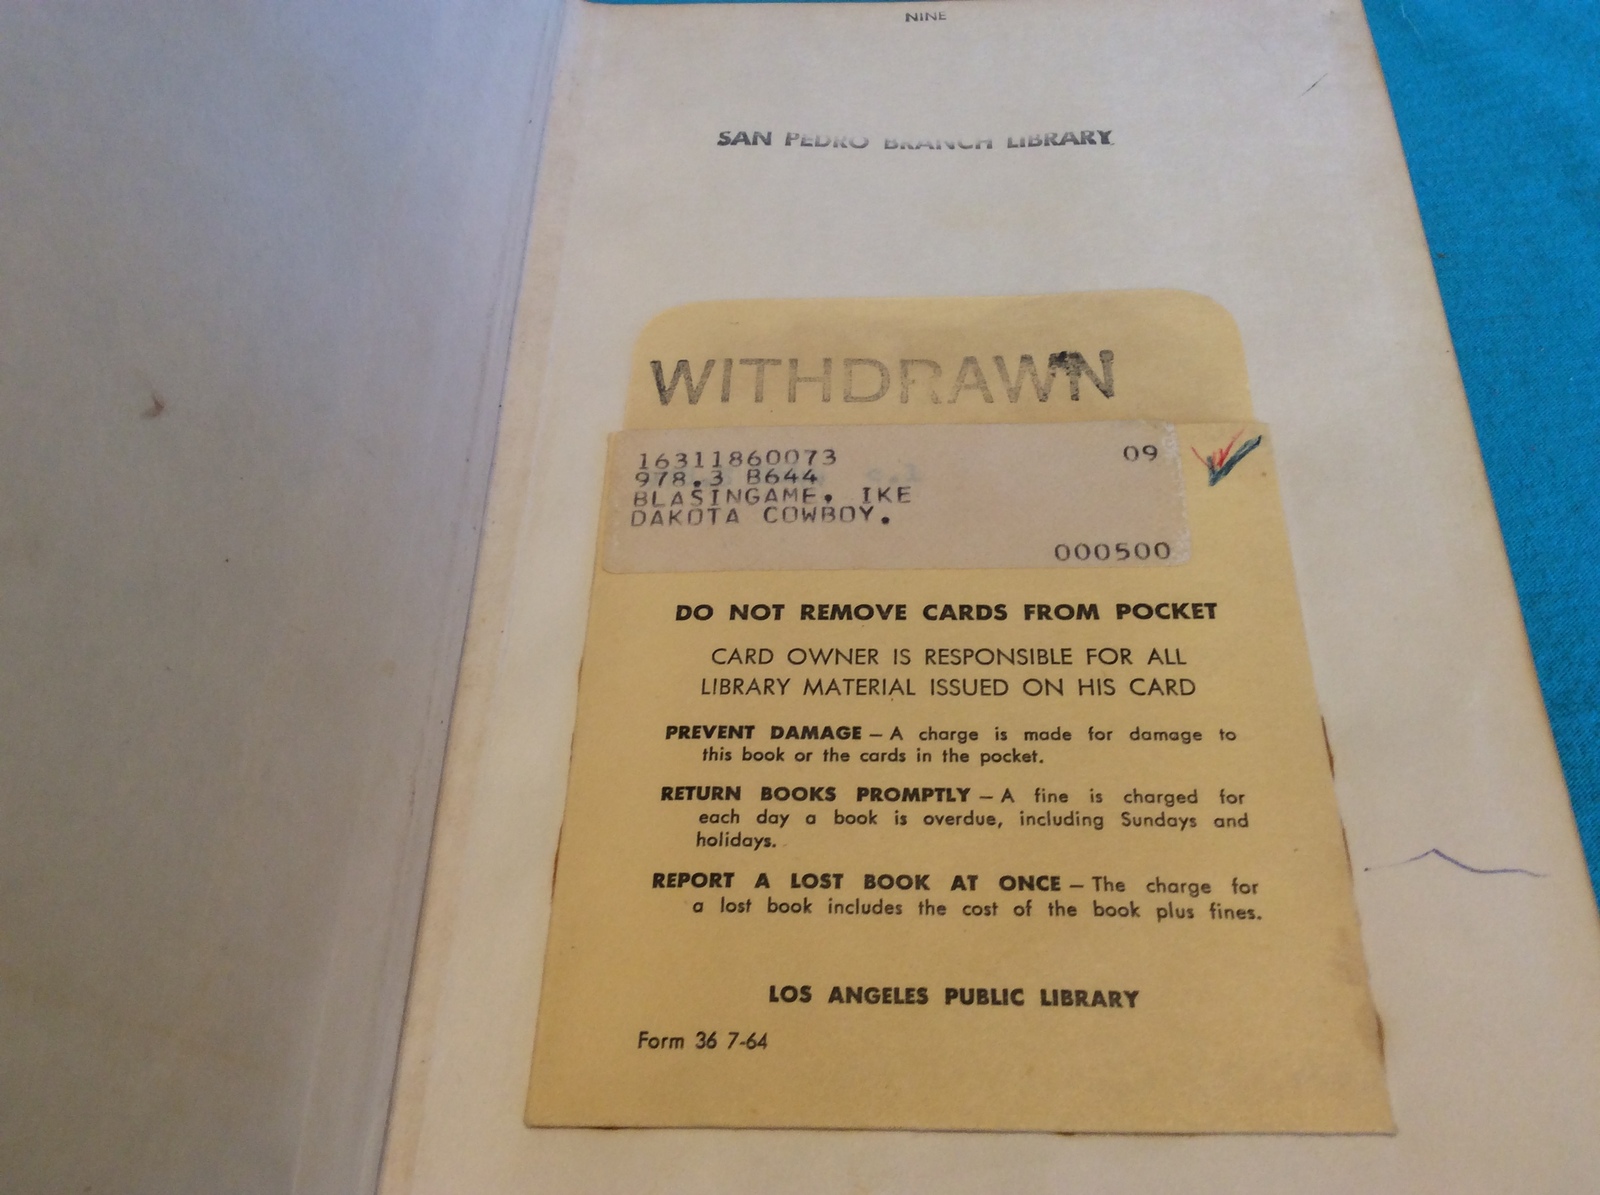 NINE
SAN PEDRO BRANCH LIBRARY
WITHDRAWN
16311860073 09
978.3 B644
BLASINGAME, IKE
DAKOTA COWBOY.
000500
DO NOT REMOVE CARDS FROM POCKET
CARD OWNER IS RESPONSIBLE FOR ALL
LIBRARY MATERIAL ISSUED ON HIS CARD
PREVENT DAMAGE – A charge is made for damage to
this book or the cards in the pocket.
RETURN BOOKS PROMPTLY – A fine is charged for
each day a book is overdue, including Sundays and
holidays.
REPORT A LOST BOOK AT ONCE – The charge for
a lost book includes the cost of the book plus fines.
LOS ANGELES PUBLIC LIBRARY
Form 36 7-64